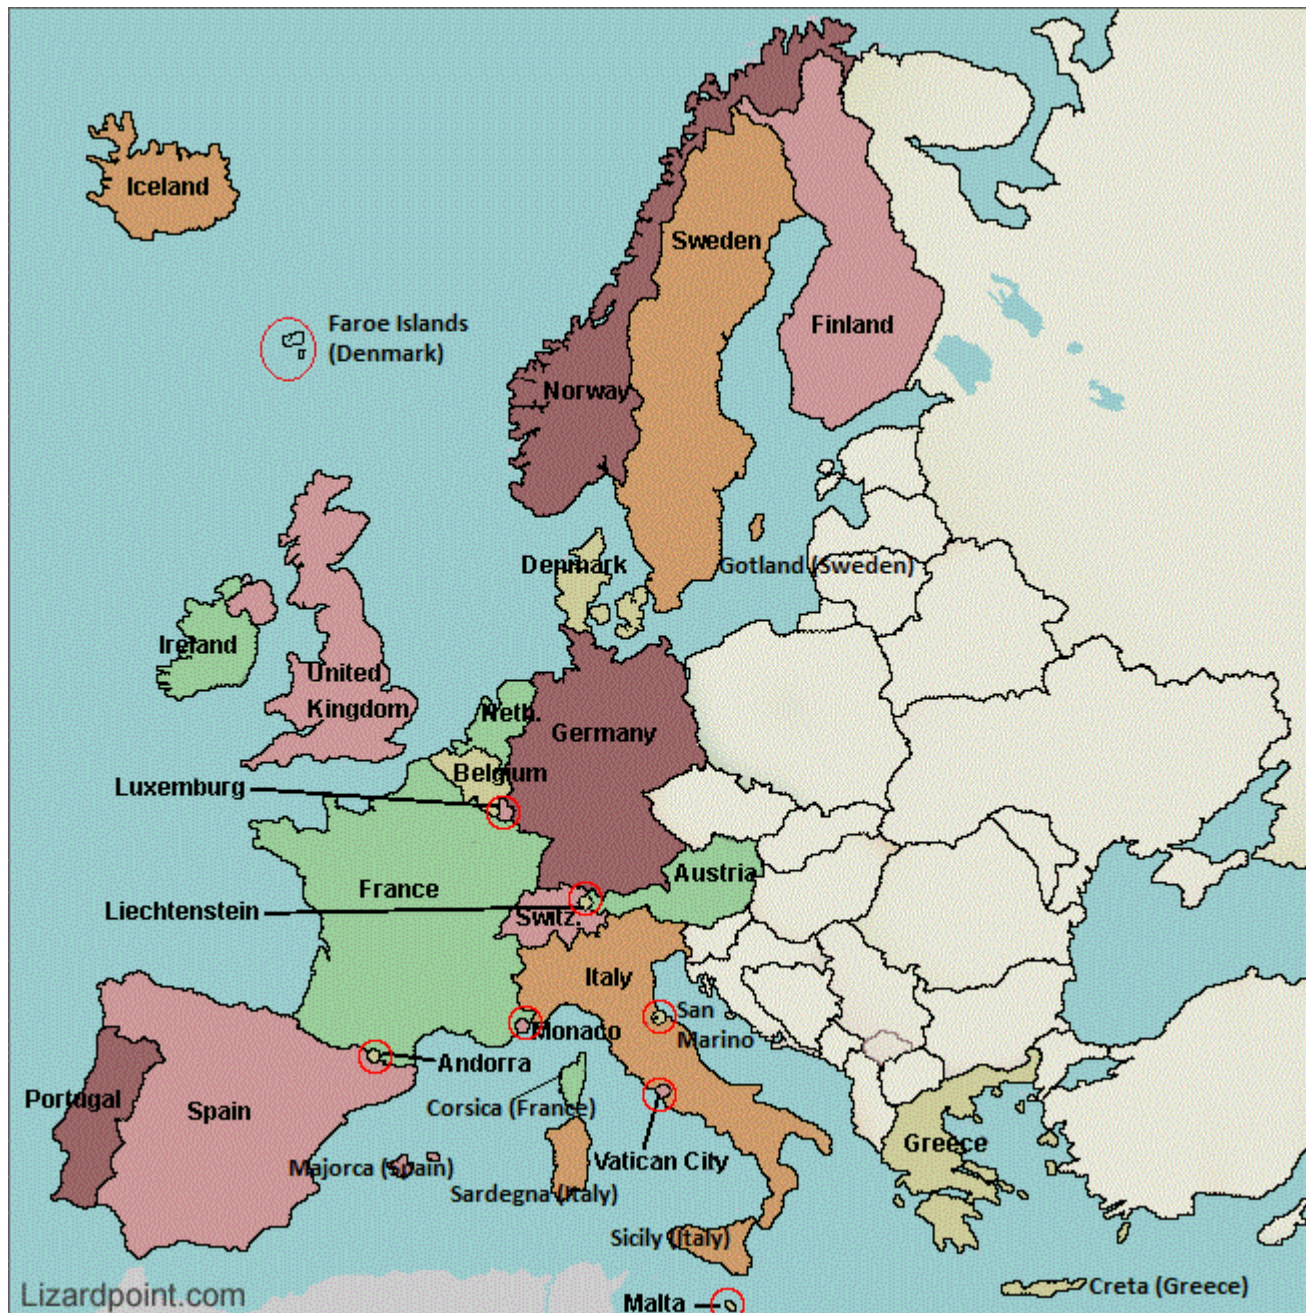 Iceland
Sweden
Faroe Islands
(Denmark)
Finland
Norway
Denmark
Gotland (Sweden)
Ireland
United
Kingdom
Neth.
Germany
Belgium
Luxemburg
Austria
France
Liechtenstein
Switz.
Italy
San
Marino
Monaco
Andorra
Portugal
Spain
Corsica (France)
Greece
Vatican City
Majorca (Spain)
Sardegna (Italy)
Sicily (Italy)
Creta (Greece)
Lizardpoint.com
Malta